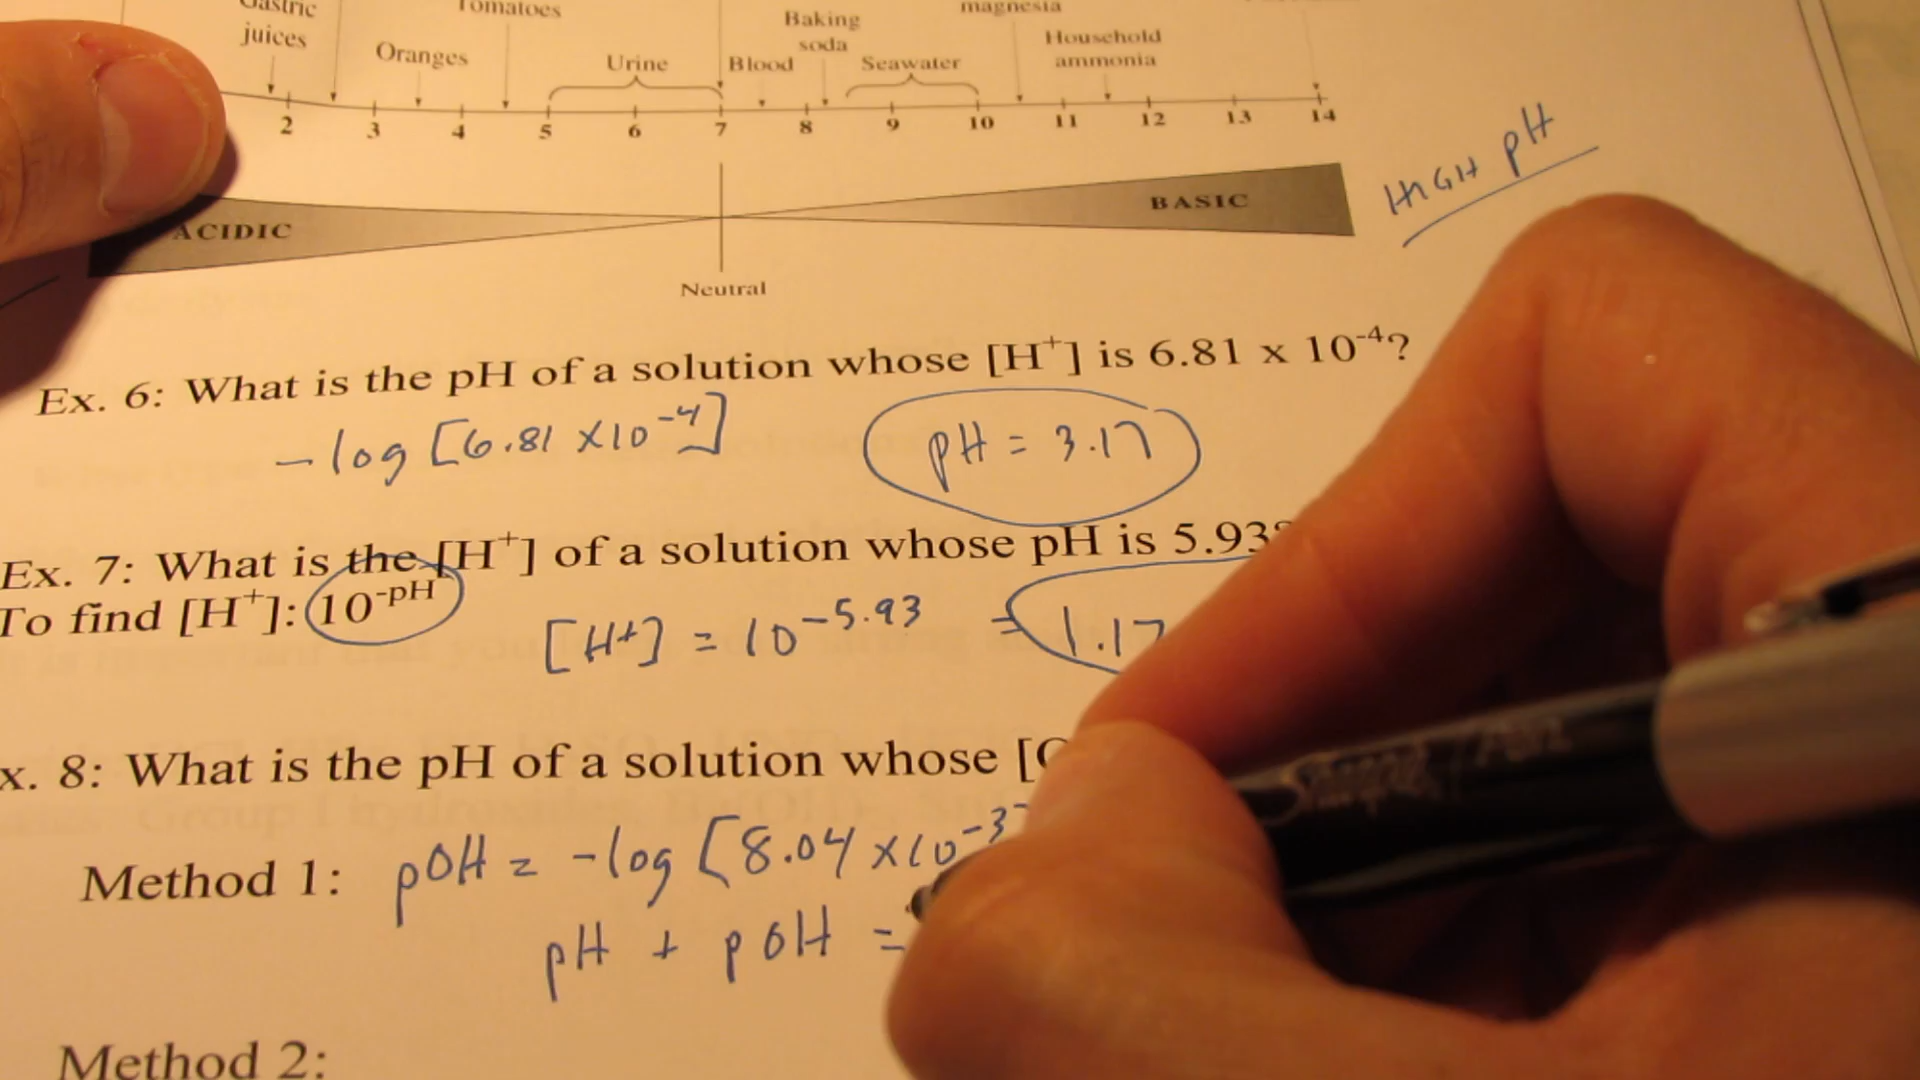 Gastric Tomatoes magnesia
juices Oranges Urine Blood Baking soda Seawater Household ammonia
2 3 4 5 6 7 8 9 10 11 12 13 14
HIGH pH
ACIDIC BASIC
Neutral
Ex. 6: What is the pH of a solution whose [H⁺] is 6.81 x 10⁻⁴?
-log [6.81 x10⁻⁴] pH = 3.17
Ex. 7: What is the [H⁺] of a solution whose pH is 5.93?
To find [H⁺]: 10⁻ᵖᴴ [H+] = 10⁻⁵·⁹³ = 1.17
x. 8: What is the pH of a solution whose [
Method 1: pOH = -log [8.04 x10⁻³
pH + pOH =
Method 2: